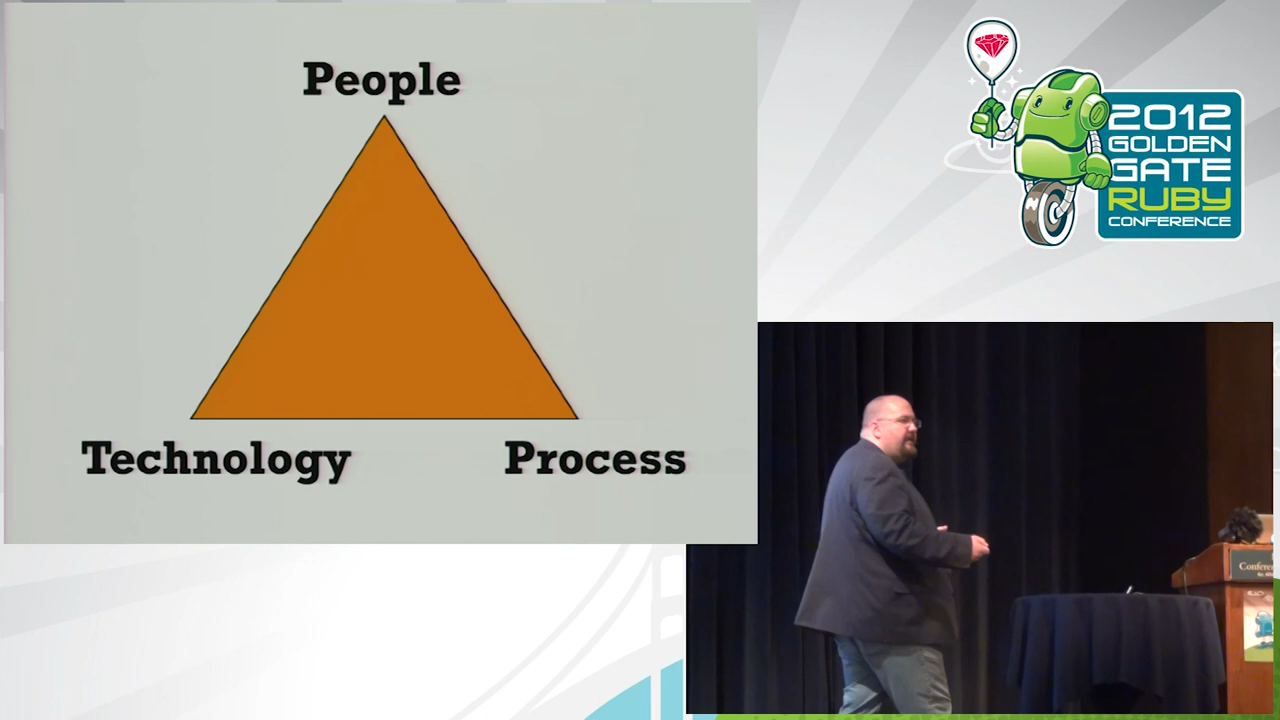 People
Technology
Process
2012
GOLDEN
GATE
RUBY
CONFERENCE